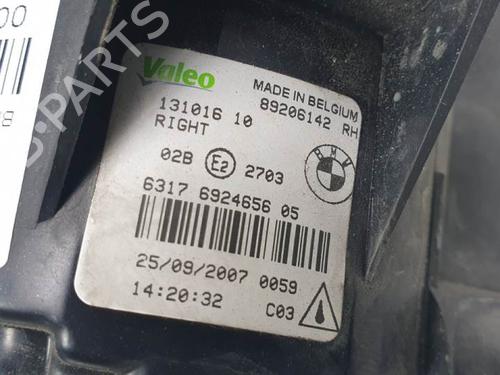 Valeo
MADE IN BELGIUM
89206142 RH
131016 10
RIGHT
02B E2 2703
BMW
6317 6924656 05
25/09/2007 0059
14:20:32 C03
PARTS